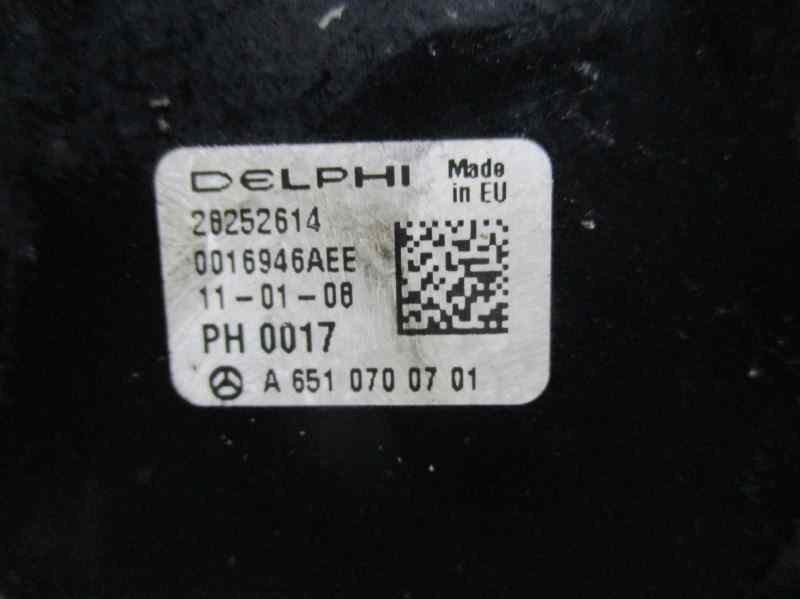 DELPHI Made
in EU
28252614
0016946AEE
11-01-08
PH 0017
A 651 070 07 01